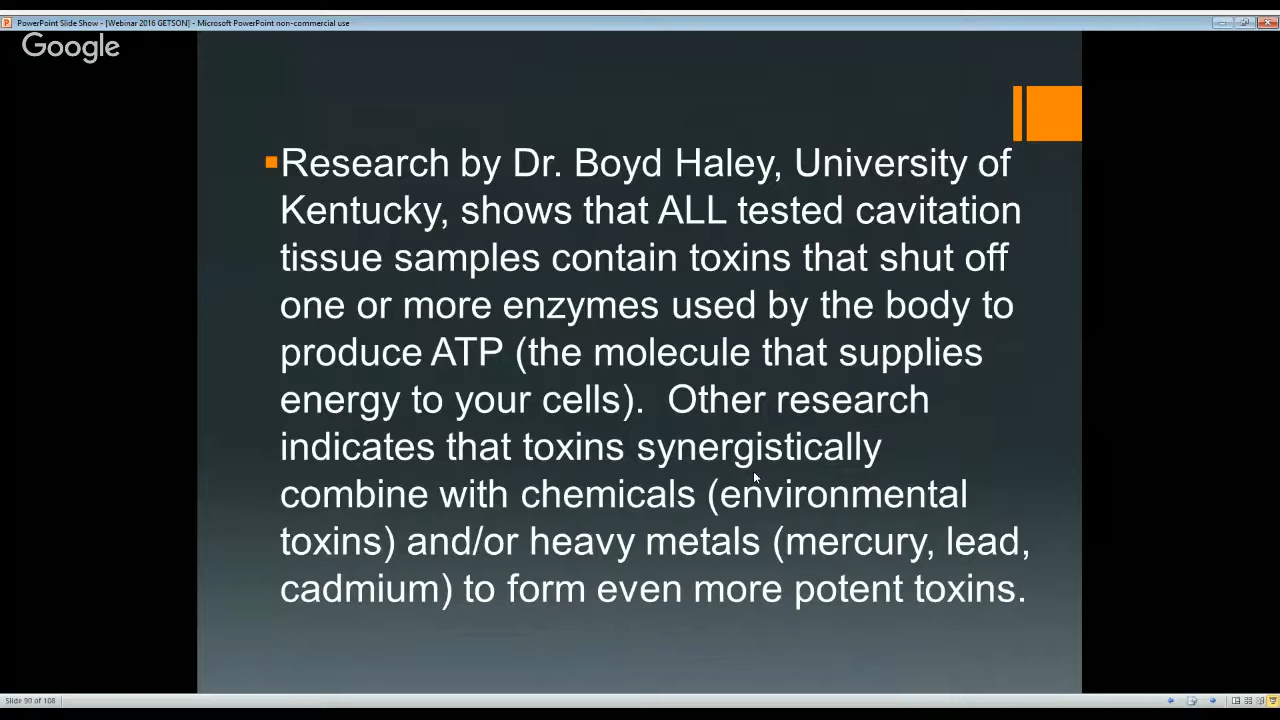 PowerPoint Slide Show - [Webinar 2016 GETSON] - Microsoft PowerPoint non-commercial use
Google
Research by Dr. Boyd Haley, University of
Kentucky, shows that ALL tested cavitation
tissue samples contain toxins that shut off
one or more enzymes used by the body to
produce ATP (the molecule that supplies
energy to your cells).  Other research
indicates that toxins synergistically
combine with chemicals (environmental
toxins) and/or heavy metals (mercury, lead,
cadmium) to form even more potent toxins.
Slide 90 of 108